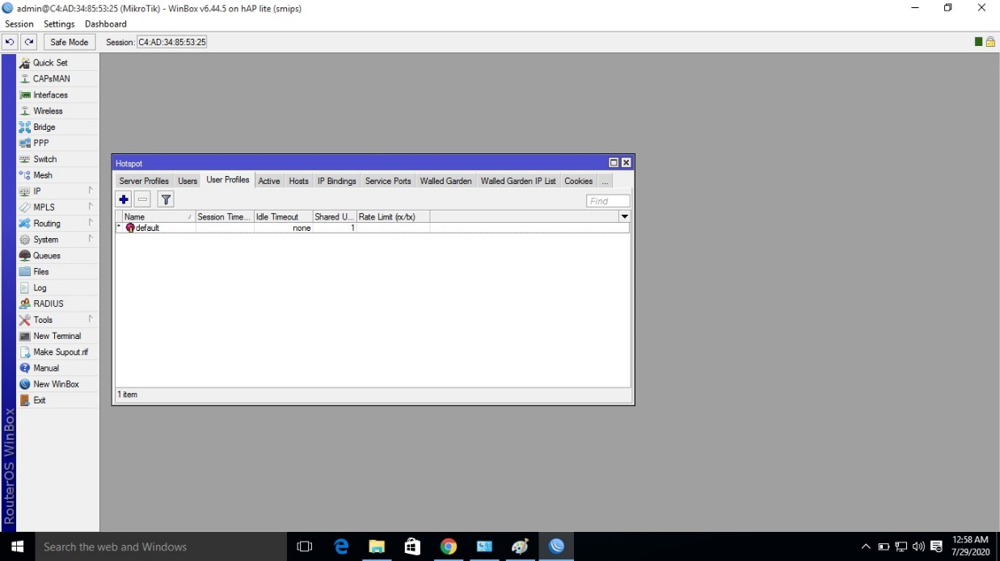 admin@C4:AD:34:85:53:25 (MikroTik) - WinBox v6.44.5 on hAP lite (smips)
Session Settings Dashboard
Safe Mode Session: C4:AD:34:85:53:25
Quick Set
CAPsMAN
Interfaces
Wireless
Bridge
PPP
Switch
Mesh
IP
MPLS
Routing
System
Queues
Files
Log
RADIUS
Tools
New Terminal
Make Supout.rif
Manual
New WinBox
Exit
RouterOS WinBox
Hotspot
Server Profiles Users User Profiles Active Hosts IP Bindings Service Ports Walled Garden Walled Garden IP List Cookies ...
Find
Name / Session Time... Idle Timeout Shared U... Rate Limit (rx/tx)
* default none 1
1 item
Search the web and Windows
12:58 AM
7/29/2020